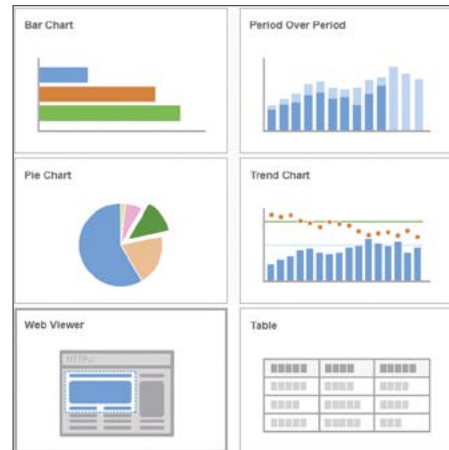 Bar Chart
Period Over Period
Pie Chart
Trend Chart
Web Viewer
HTTP://
Table